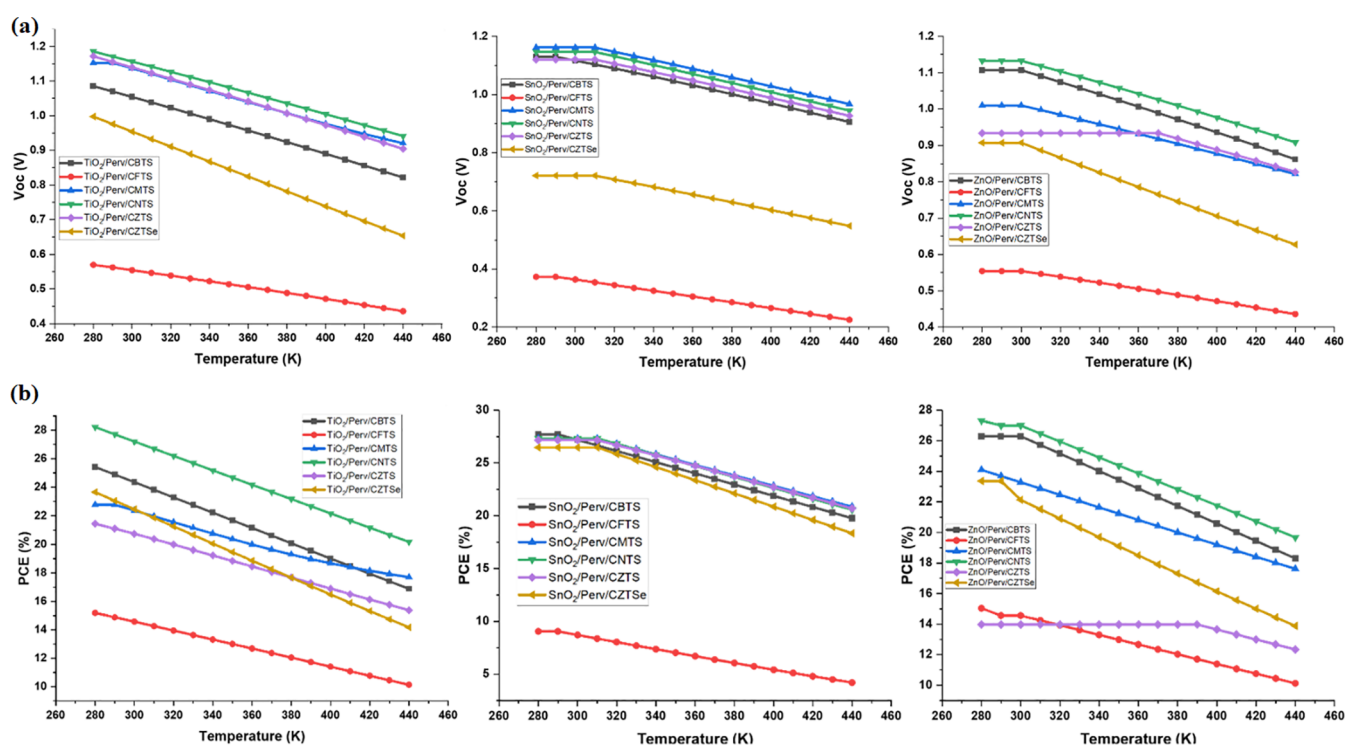 (a)
1.2
1.1
1.0
0.9
0.8
0.7
0.6
0.5
0.4
Voc (V)
TiO2/Perv/CBTS
TiO2/Perv/CFTS
TiO2/Perv/CMTS
TiO2/Perv/CNTS
TiO2/Perv/CZTS
TiO2/Perv/CZTSe
260 280 300 320 340 360 380 400 420 440 460
Temperature (K)
1.2
1.0
0.8
0.6
0.4
0.2
Voc (V)
SnO2/Perv/CBTS
SnO2/Perv/CFTS
SnO2/Perv/CMTS
SnO2/Perv/CNTS
SnO2/Perv/CZTS
SnO2/Perv/CZTSe
260 280 300 320 340 360 380 400 420 440 460
Temperature (K)
1.2
1.1
1.0
0.9
0.8
0.7
0.6
0.5
0.4
Voc (V)
ZnO/Perv/CBTS
ZnO/Perv/CFTS
ZnO/Perv/CMTS
ZnO/Perv/CNTS
ZnO/Perv/CZTS
ZnO/Perv/CZTSe
260 280 300 320 340 360 380 400 420 440 460
Temperature (K)
(b)
28
26
24
22
20
18
16
14
12
10
PCE (%)
TiO2/Perv/CBTS
TiO2/Perv/CFTS
TiO2/Perv/CMTS
TiO2/Perv/CNTS
TiO2/Perv/CZTS
TiO2/Perv/CZTSe
260 280 300 320 340 360 380 400 420 440 460
Temperature (K)
30
25
20
15
10
5
PCE (%)
SnO2/Perv/CBTS
SnO2/Perv/CFTS
SnO2/Perv/CMTS
SnO2/Perv/CNTS
SnO2/Perv/CZTS
SnO2/Perv/CZTSe
260 280 300 320 340 360 380 400 420 440 460
Temperature (K)
28
26
24
22
20
18
16
14
12
10
8
PCE (%)
ZnO/Perv/CBTS
ZnO/Perv/CFTS
ZnO/Perv/CMTS
ZnO/Perv/CNTS
ZnO/Perv/CZTS
ZnO/Perv/CZTSe
260 280 300 320 340 360 380 400 420 440 460
Temperature (K)